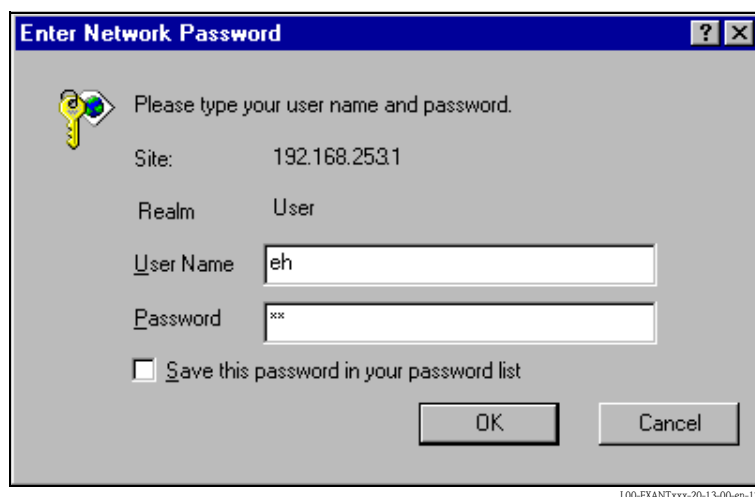 Enter Network Password
? X
Please type your user name and password.
Site: 192.168.253.1
Realm User
User Name eh
Password xx
Save this password in your password list
OK Cancel
L00-FXANTxxx-20-13-00-en-1